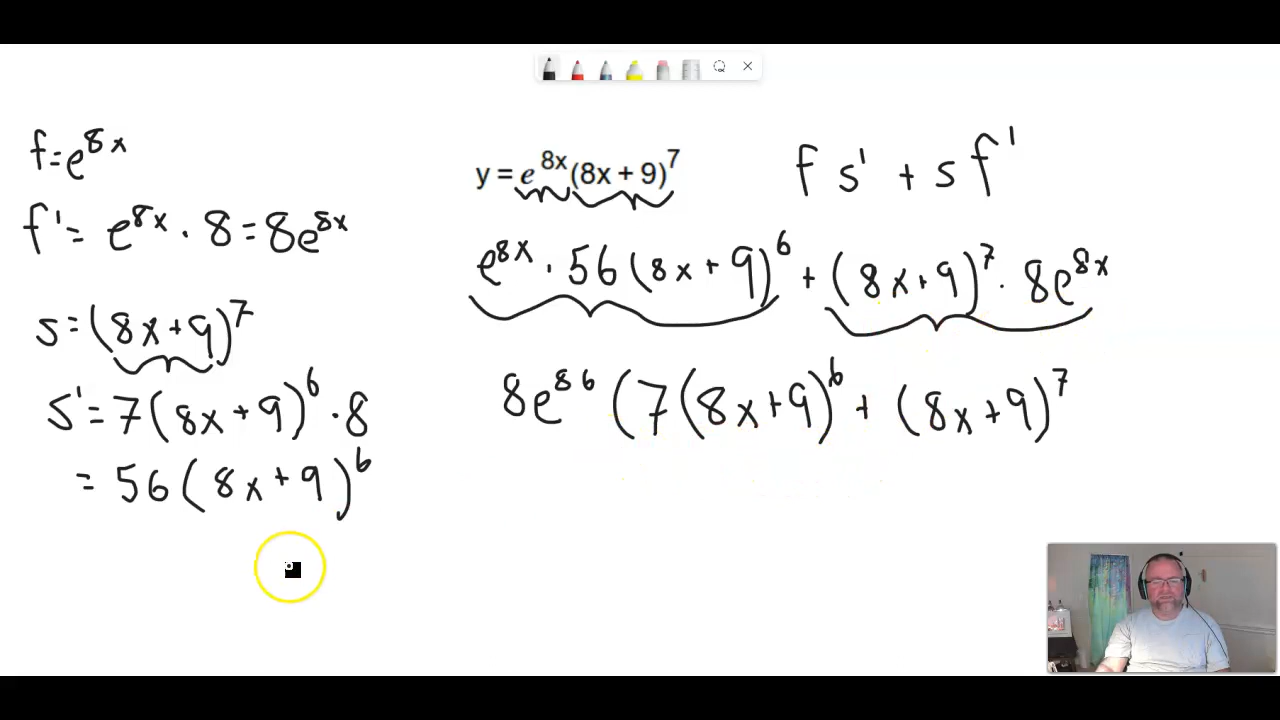 f=e^8x
f'= e^8x · 8 = 8e^8x
s=(8x+9)^7
s'=7(8x+9)^6 · 8
= 56(8x+9)^6
y = e^8x(8x + 9)^7
f s' + s f'
e^8x · 56(8x+9)^6 + (8x+9)^7 · 8e^8x
8e^86 (7(8x+9)^6 + (8x+9)^7